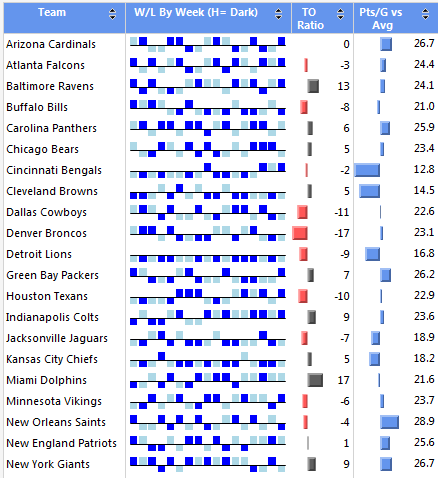 Team W/L By Week (H= Dark) TO Ratio Pts/G vs Avg
Arizona Cardinals 0 26.7
Atlanta Falcons -3 24.4
Baltimore Ravens 13 24.1
Buffalo Bills -8 21.0
Carolina Panthers 6 25.9
Chicago Bears 5 23.4
Cincinnati Bengals -2 12.8
Cleveland Browns 5 14.5
Dallas Cowboys -11 22.6
Denver Broncos -17 23.1
Detroit Lions -9 16.8
Green Bay Packers 7 26.2
Houston Texans -10 22.9
Indianapolis Colts 9 23.6
Jacksonville Jaguars -7 18.9
Kansas City Chiefs 5 18.2
Miami Dolphins 17 21.6
Minnesota Vikings -6 23.7
New Orleans Saints -4 28.9
New England Patriots 1 25.6
New York Giants 9 26.7